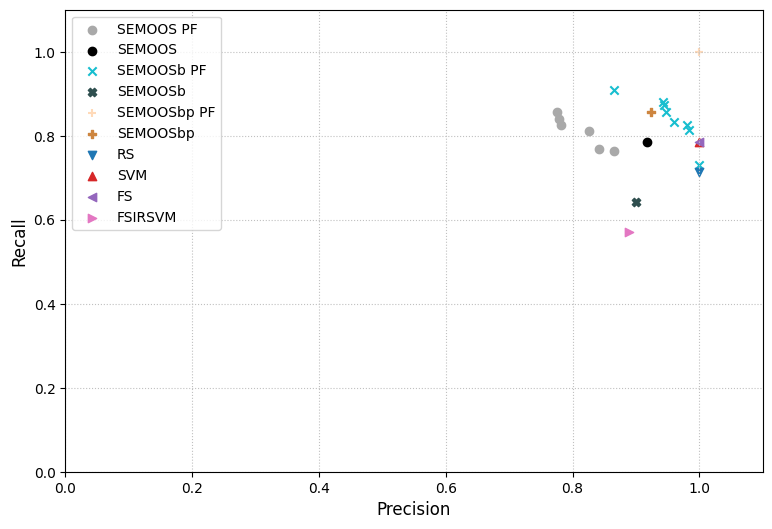 SEMOOS PF
SEMOOS
SEMOOSb PF
SEMOOSb
SEMOOSbp PF
SEMOOSbp
RS
SVM
FS
FSIRSVM
Recall
1.0
0.8
0.6
0.4
0.2
0.0
0.0 0.2 0.4 0.6 0.8 1.0
Precision